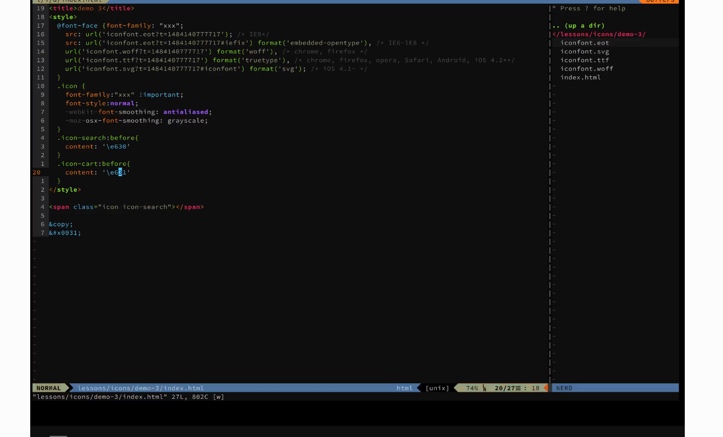 19 <title>demo 3</title>
18 <style>
17 @font-face {font-family: "xxx";
16 src: url('iconfont.eot?t=1484140777717'); /* IE9*/
15 src: url('iconfont.eot?t=1484140777717#iefix') format('embedded-opentype'), /* IE6-IE8 */
14 url('iconfont.woff?t=1484140777717') format('woff'), /* chrome, firefox */
13 url('iconfont.ttf?t=1484140777717') format('truetype'), /* chrome, firefox, opera, Safari, Android, iOS 4.2+*/
12 url('iconfont.svg?t=1484140777717#iconfont') format('svg'); /* iOS 4.1- */
11 }
10 .icon {
9 font-family:"xxx" !important;
8 font-style:normal;
7 -webkit-font-smoothing: antialiased;
6 -moz-osx-font-smoothing: grayscale;
5 }
4 .icon-search:before{
3 content: '\e630'
2 }
1 .icon-cart:before{
20 content: '\e631'
1 }
2 </style>
3
4 <span class="icon icon-search"></span>
5
6 &copy;
7 &#x0031;
NORMAL lessons/icons/demo-3/index.html html [unix] 74% 20/27 : 18
"lessons/icons/demo-3/index.html" 27L, 802C [w]
" Press ? for help
.. (up a dir)
</lessons/icons/demo-3/
iconfont.eot
iconfont.svg
iconfont.ttf
iconfont.woff
index.html
NERD